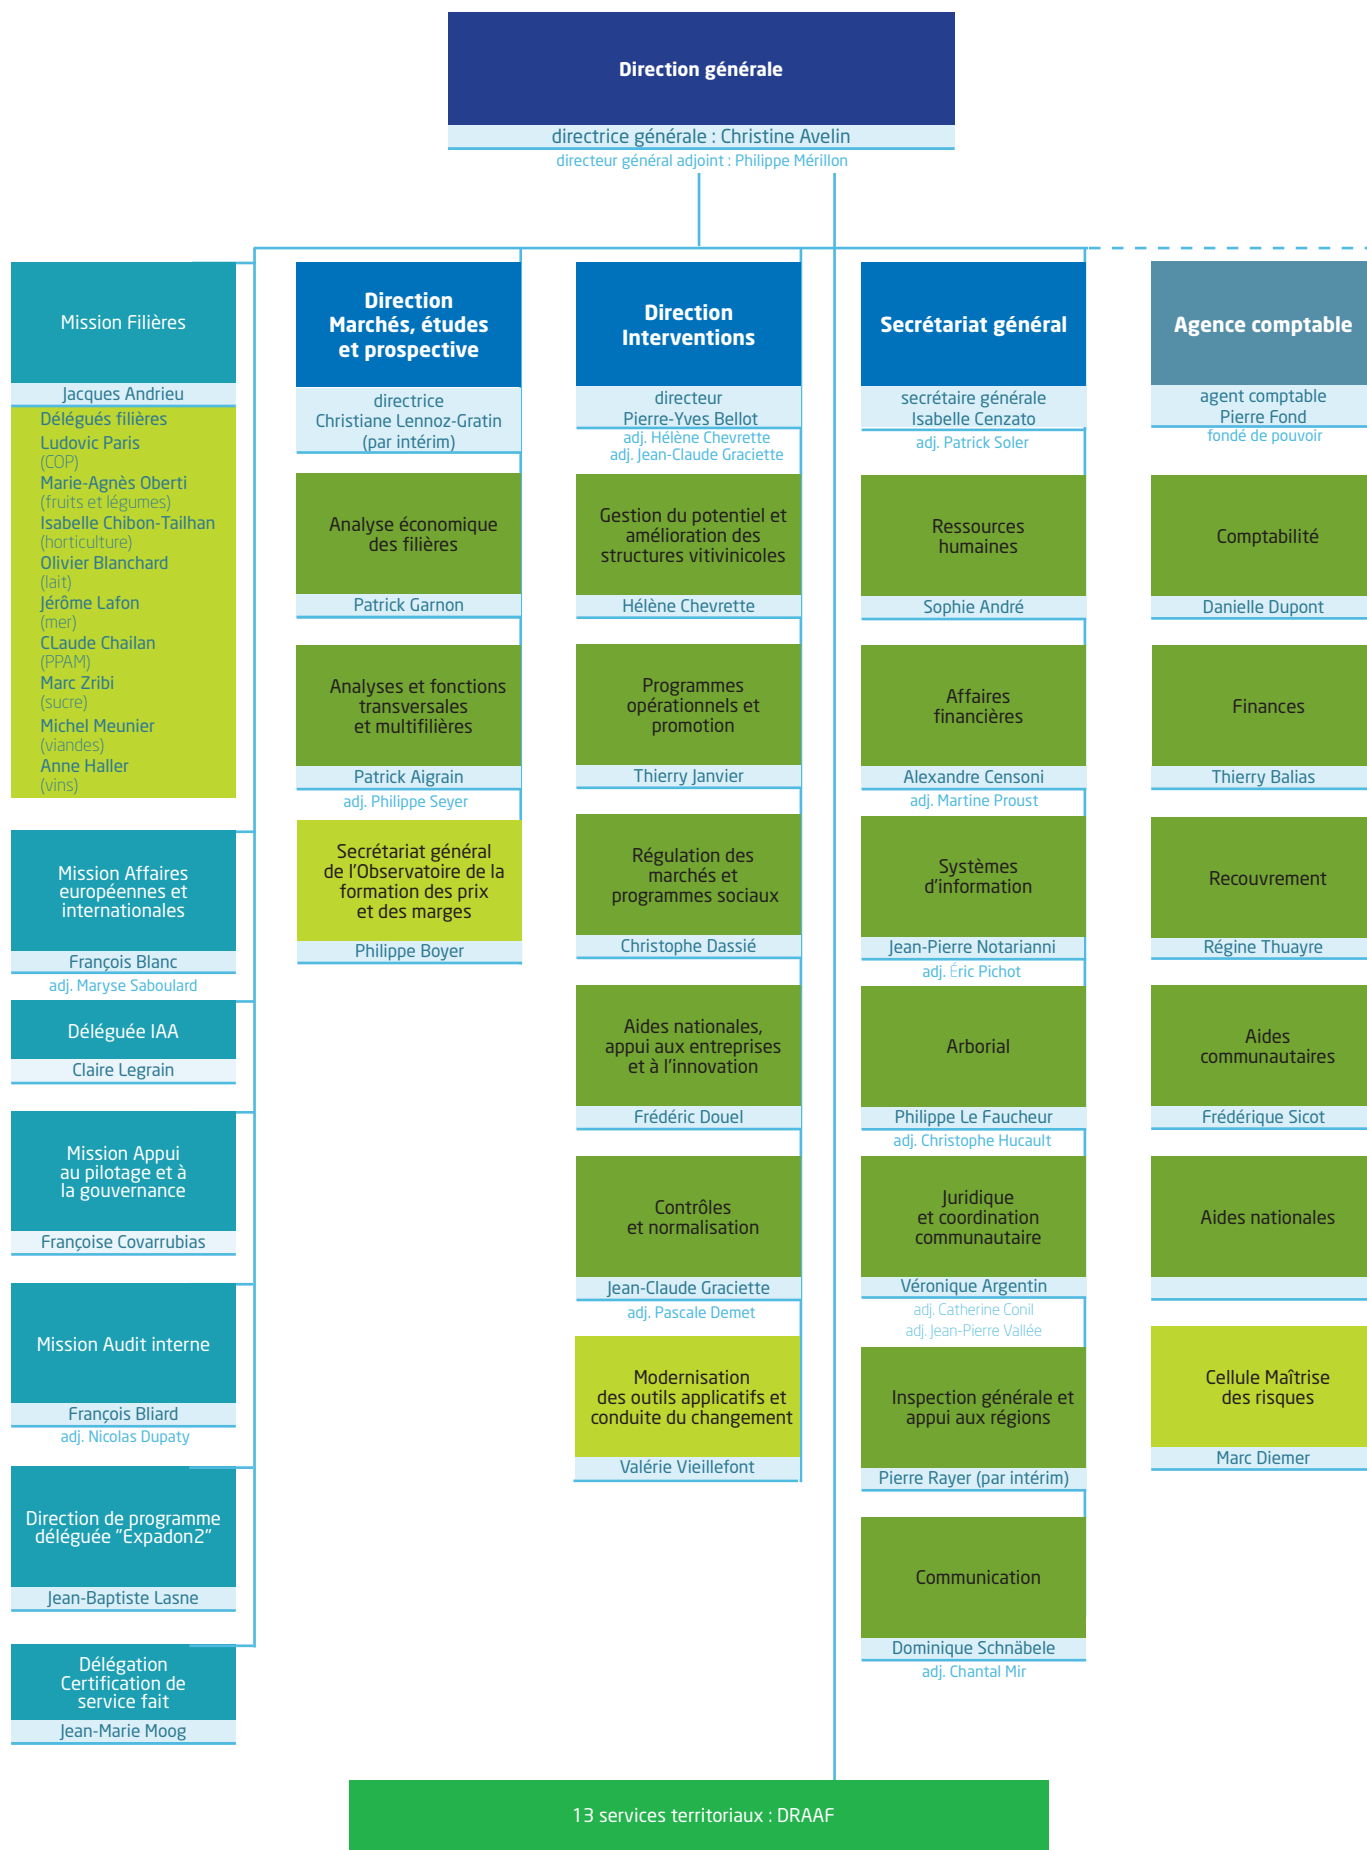 Direction générale
directrice générale : Christine Avelin
directeur général adjoint : Philippe Mérillon
Mission Filières
Jacques Andrieu
Délégués filières
Ludovic Paris
(COP)
Marie-Agnès Oberti
(fruits et légumes)
Isabelle Chibon-Tailhan
(horticulture)
Olivier Blanchard
(lait)
Jérôme Lafon
(mer)
CLaude Chailan
(PPAM)
Marc Zribi
(sucre)
Michel Meunier
(viandes)
Anne Haller
(vins)
Mission Affaires
européennes et
internationales
François Blanc
adj. Maryse Saboulard
Déléguée IAA
Claire Legrain
Mission Appui
au pilotage et à
la gouvernance
Françoise Covarrubias
Mission Audit interne
François Bliard
adj. Nicolas Dupaty
Direction de programme
déléguée "Expadon2"
Jean-Baptiste Lasne
Délégation
Certification de
service fait
Jean-Marie Moog
Direction
Marchés, études
et prospective
directrice
Christiane Lennoz-Gratin
(par intérim)
Analyse économique
des filières
Patrick Garnon
Analyses et fonctions
transversales
et multifilières
Patrick Aigrain
adj. Philippe Seyer
Secrétariat général
de l'Observatoire de la
formation des prix
et des marges
Philippe Boyer
Direction
Interventions
directeur
Pierre-Yves Bellot
adj. Hélène Chevrette
adj. Jean-Claude Graciette
Gestion du potentiel et
amélioration des
structures vitivinicoles
Hélène Chevrette
Programmes
opérationnels et
promotion
Thierry Janvier
Régulation des
marchés et
programmes sociaux
Christophe Dassié
Aides nationales,
appui aux entreprises
et à l'innovation
Frédéric Douel
Contrôles
et normalisation
Jean-Claude Graciette
adj. Pascale Demet
Modernisation
des outils applicatifs et
conduite du changement
Valérie Vieillefont
Secrétariat général
secrétaire générale
Isabelle Cenzato
adj. Patrick Soler
Ressources
humaines
Sophie André
Affaires
financières
Alexandre Censoni
adj. Martine Proust
Systèmes
d'information
Jean-Pierre Notarianni
adj. Éric Pichot
Arborial
Philippe Le Faucheur
adj. Christophe Hucault
Juridique
et coordination
communautaire
Véronique Argentin
adj. Catherine Conil
adj. Jean-Pierre Vallée
Inspection générale et
appui aux régions
Pierre Rayer (par intérim)
Communication
Dominique Schnäbele
adj. Chantal Mir
Agence comptable
agent comptable
Pierre Fond
fondé de pouvoir
Comptabilité
Danielle Dupont
Finances
Thierry Balias
Recouvrement
Régine Thuayre
Aides
communautaires
Frédérique Sicot
Aides nationales
Cellule Maîtrise
des risques
Marc Diemer
13 services territoriaux : DRAAF